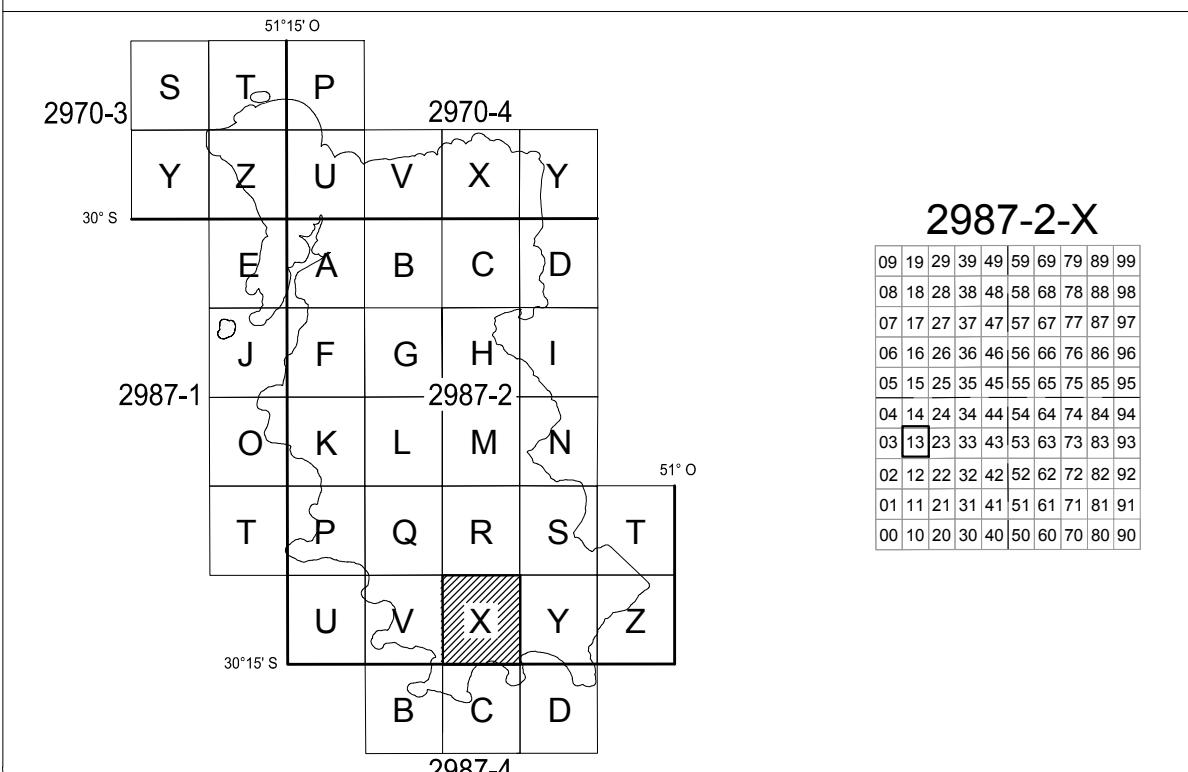 51°15' O
S T P
2970-3
2970-4
Y Z U V X Y
30° S
E A B C D
J F G H I
2987-1
2987-2
O K L M N
51° O
T P Q R S T
U V X Y Z
30°15' S
B C D
2987-4
2987-2-X
09 19 29 39 49 59 69 79 89 99
08 18 28 38 48 58 68 78 88 98
07 17 27 37 47 57 67 77 87 97
06 16 26 36 46 56 66 76 86 96
05 15 25 35 45 55 65 75 85 95
04 14 24 34 44 54 64 74 84 94
03 13 23 33 43 53 63 73 83 93
02 12 22 32 42 52 62 72 82 92
01 11 21 31 41 51 61 71 81 91
00 10 20 30 40 50 60 70 80 90